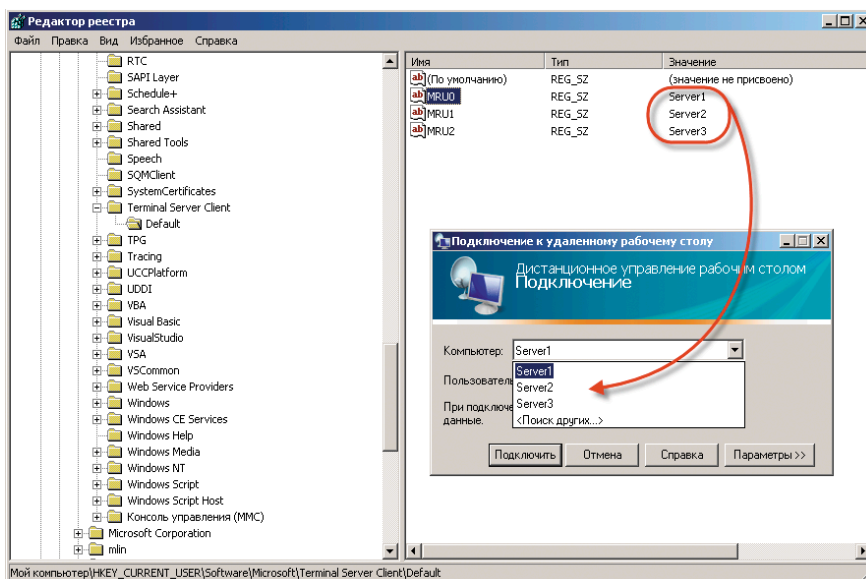 Редактор реестра
Файл Правка Вид Избранное Справка
RTC
SAPI Layer
Schedule+
Search Assistant
Shared
Shared Tools
Speech
SQMClient
SystemCertificates
Terminal Server Client
Default
TPG
Tracing
UCCPlatform
UDDI
VBA
Visual Basic
VisualStudio
VSA
VSCommon
Web Service Providers
Windows
Windows CE Services
Windows Help
Windows Media
Windows NT
Windows Script
Windows Script Host
Консоль управления (MMC)
Microsoft Corporation
mlin
Имя Тип Значение
(По умолчанию) REG_SZ (значение не присвоено)
MRU0 REG_SZ Server1
MRU1 REG_SZ Server2
MRU2 REG_SZ Server3
Подключение к удаленному рабочему столу
Дистанционное управление рабочим столом
Подключение
Компьютер: Server1
Server1
Пользовател
Server2
Server3
При подключе
<Поиск других...>
данные.
Подключить Отмена Справка Параметры >>
Мой компьютер\HKEY_CURRENT_USER\Software\Microsoft\Terminal Server Client\Default